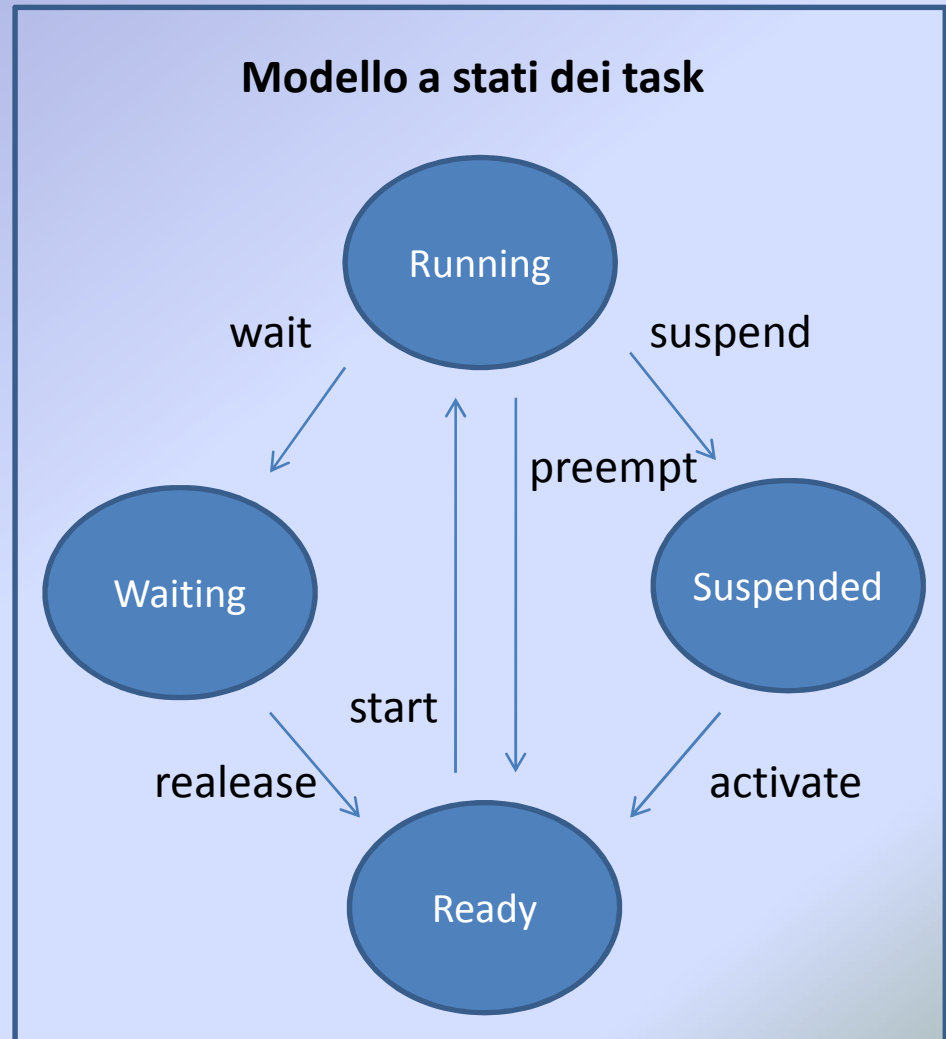 Modello a stati dei task
Running
wait
suspend
preempt
Waiting
Suspended
start
realease
activate
Ready